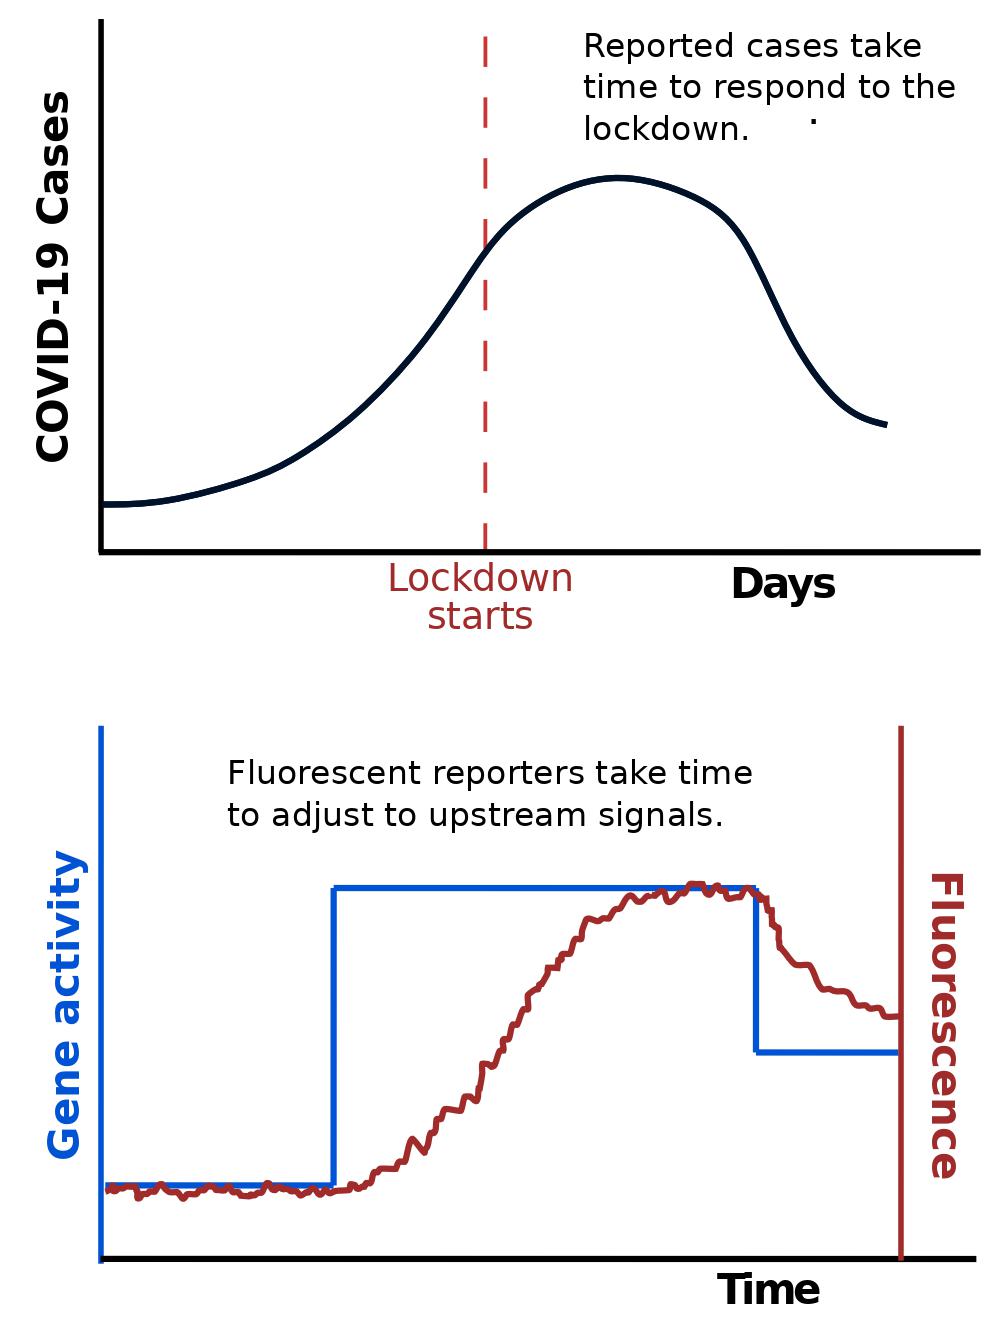 Reported cases take
time to respond to the
lockdown.
COVID-19 Cases
Lockdown
starts
Days
Fluorescent reporters take time
to adjust to upstream signals.
Gene activity
Fluorescence
Time